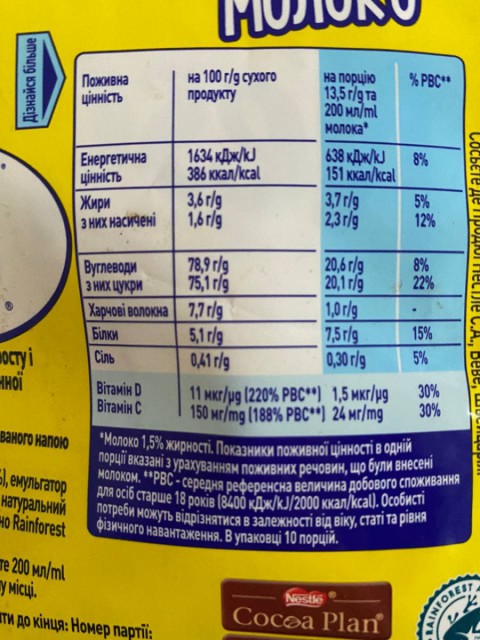 МОЛОКО
Дізнайся більше
Поживна цінність
на 100 г/g сухого продукту
на порцію 13,5 г/g та 200 мл/ml молока*
% РВС**
Енергетична цінність 1634 кДж/kJ 386 ккал/kcal 638 кДж/kJ 151 ккал/kcal 8%
Жири 3,6 г/g 3,7 г/g 5%
з них насичені 1,6 г/g 2,3 г/g 12%
Вуглеводи 78,9 г/g 20,6 г/g 8%
з них цукри 75,1 г/g 20,1 г/g 22%
Харчові волокна 7,7 г/g 1,0 г/g -
Білки 5,1 г/g 7,5 г/g 15%
Сіль 0,41 г/g 0,30 г/g 5%
Вітамін D 11 мкг/μg (220% РВС**) 1,5 мкг/μg 30%
Вітамін С 150 мг/mg (188% РВС**) 24 мг/mg 30%
*Молоко 1,5% жирності. Показники поживної цінності в одній
порції вказані з урахуванням поживних речовин, що були внесені
молоком. **РВС - середня референсна величина добового споживання
для осіб старше 18 років (8400 кДж/kJ/2000 ккал/kcal). Особисті
потреби можуть відрізнятися в залежності від віку, статі та рівня
фізичного навантаження. В упаковці 10 порцій.
росту і
ваного напою
емульгатор
натуральний
Rainforest
200 мл/ml
у місці.
до кінця: Номер партії:
Nestlé®
Cocoa Plan®
RAINFOREST